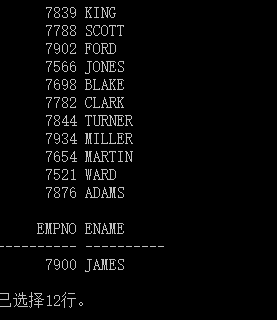 7839 KING
7788 SCOTT
7902 FORD
7566 JONES
7698 BLAKE
7782 CLARK
7844 TURNER
7934 MILLER
7654 MARTIN
7521 WARD
7876 ADAMS
EMPNO ENAME
---------- ----------
7900 JAMES
已选择12行。